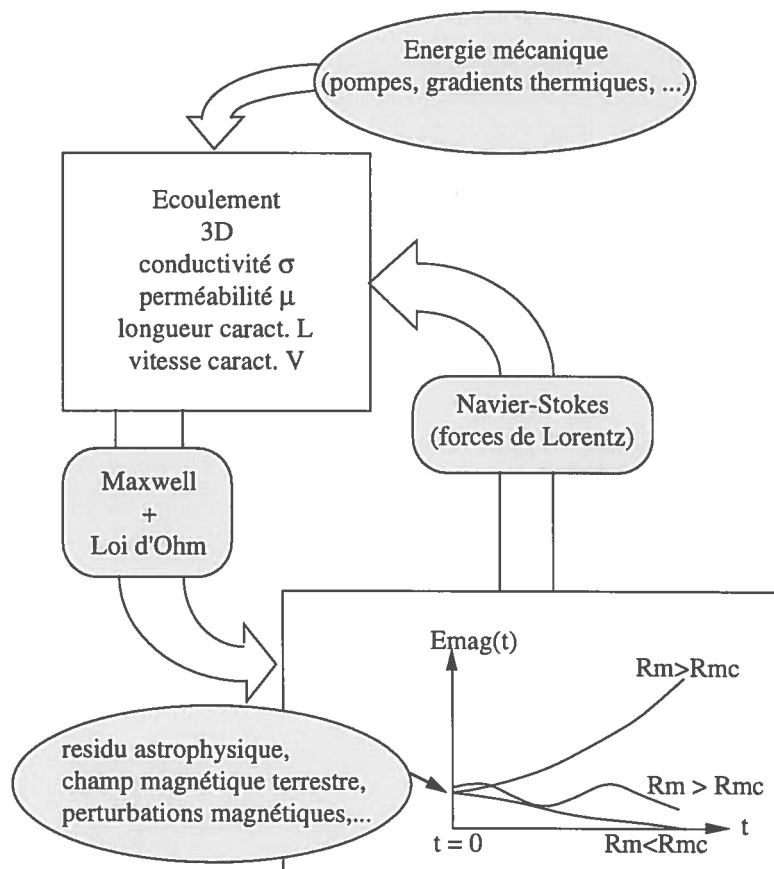 Energie mécanique
(pompes, gradients thermiques, ...)
Ecoulement
3D
conductivité σ
perméabilité μ
longueur caract. L
vitesse caract. V
Navier-Stokes
(forces de Lorentz)
Maxwell
+
Loi d'Ohm
Emag(t)
Rm>Rmc
residu astrophysique,
champ magnétique terrestre,
perturbations magnétiques,...
Rm > Rmc
t
t = 0
Rm<Rmc